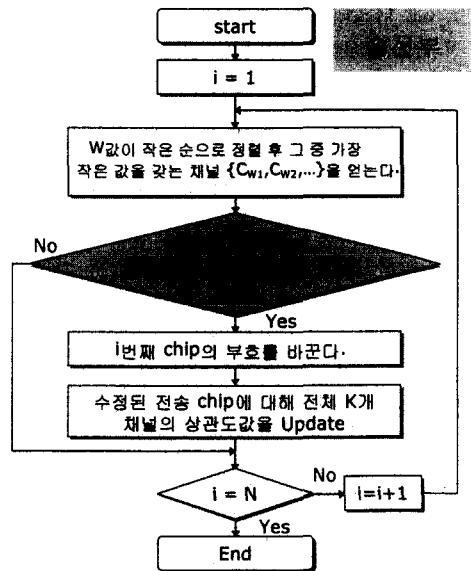 start
i = 1
W값이 작은 순으로 정렬 후 그 중 가장
작은 값을 갖는 채널 {C_W1,C_W2,...}을 얻는다.
No
Yes
i번째 chip의 부호를 바꾼다.
수정된 전송 chip에 대해 전체 K개
채널의 상관도값을 Update
i = N
No
i=i+1
Yes
End